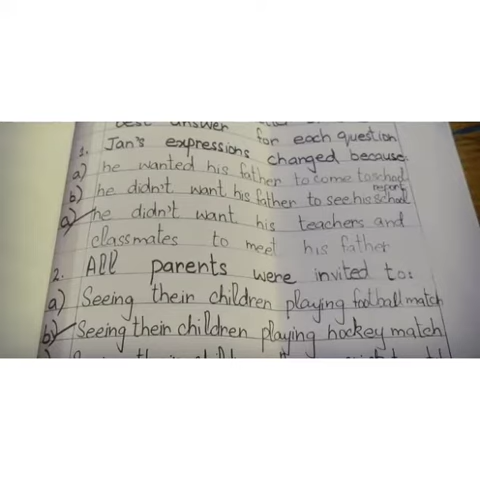 best answer for each question
1. Jan's expressions changed because
a) he wanted his father to come to school
b) he didn't want his father to see his school report
a) he didn't want his teachers and
classmates to meet his father
2. All parents were invited to:
a) Seeing their children playing football match
b) Seeing their children playing hockey match